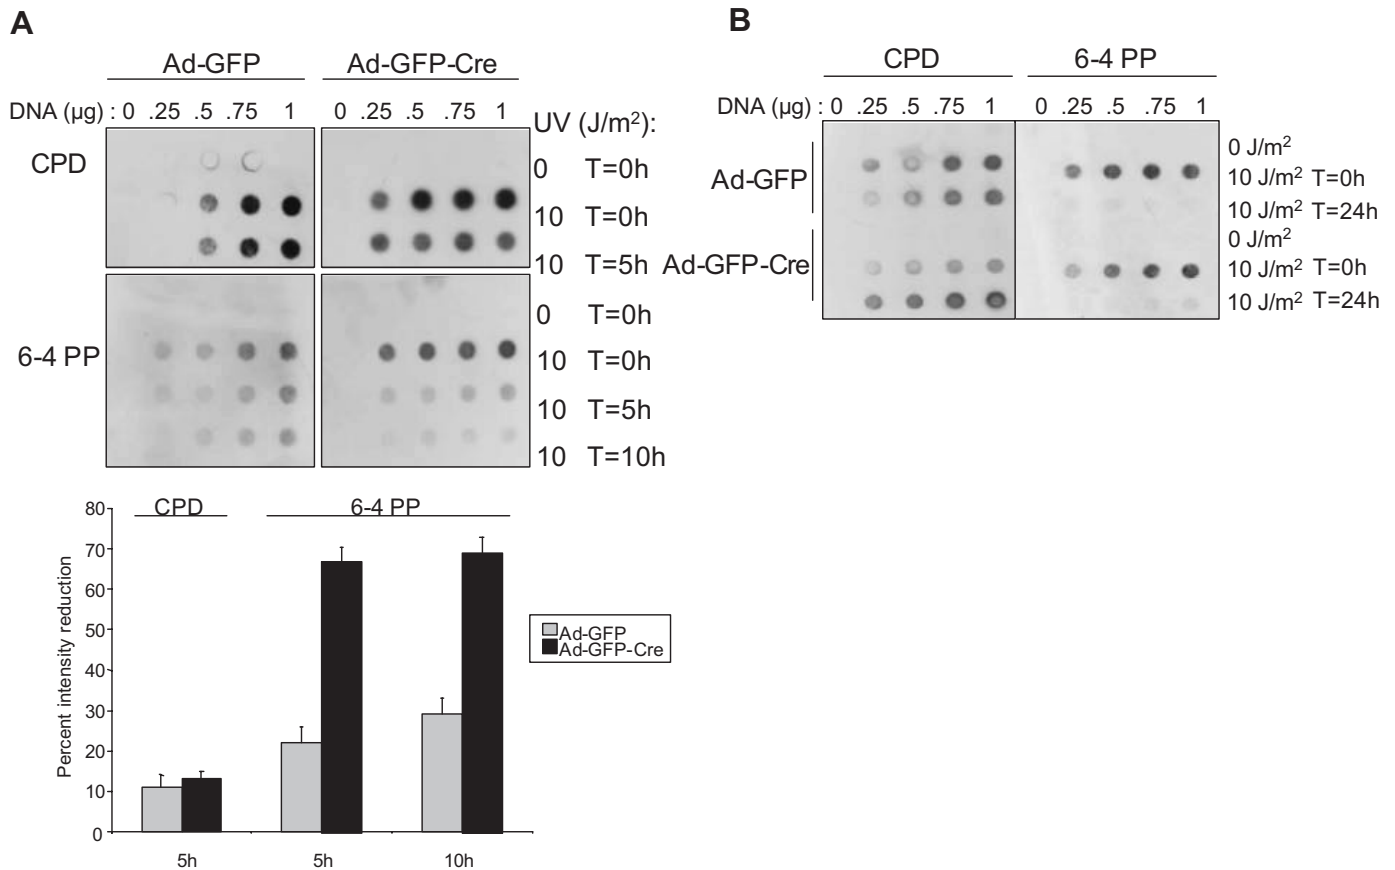 A
Ad-GFP
Ad-GFP-Cre
DNA (µg) : 0 .25 .5 .75 1
0 .25 .5 .75 1
UV (J/m²):
CPD
0 T=0h
10 T=0h
10 T=5h
6-4 PP
0 T=0h
10 T=0h
10 T=5h
10 T=10h
CPD
6-4 PP
Percent intensity reduction
80
70
60
50
40
30
20
10
0
5h
5h
10h
Ad-GFP
Ad-GFP-Cre
B
CPD
6-4 PP
DNA (µg) : 0 .25 .5 .75 1
0 .25 .5 .75 1
Ad-GFP
0 J/m²
10 J/m² T=0h
10 J/m² T=24h
Ad-GFP-Cre
0 J/m²
10 J/m² T=0h
10 J/m² T=24h